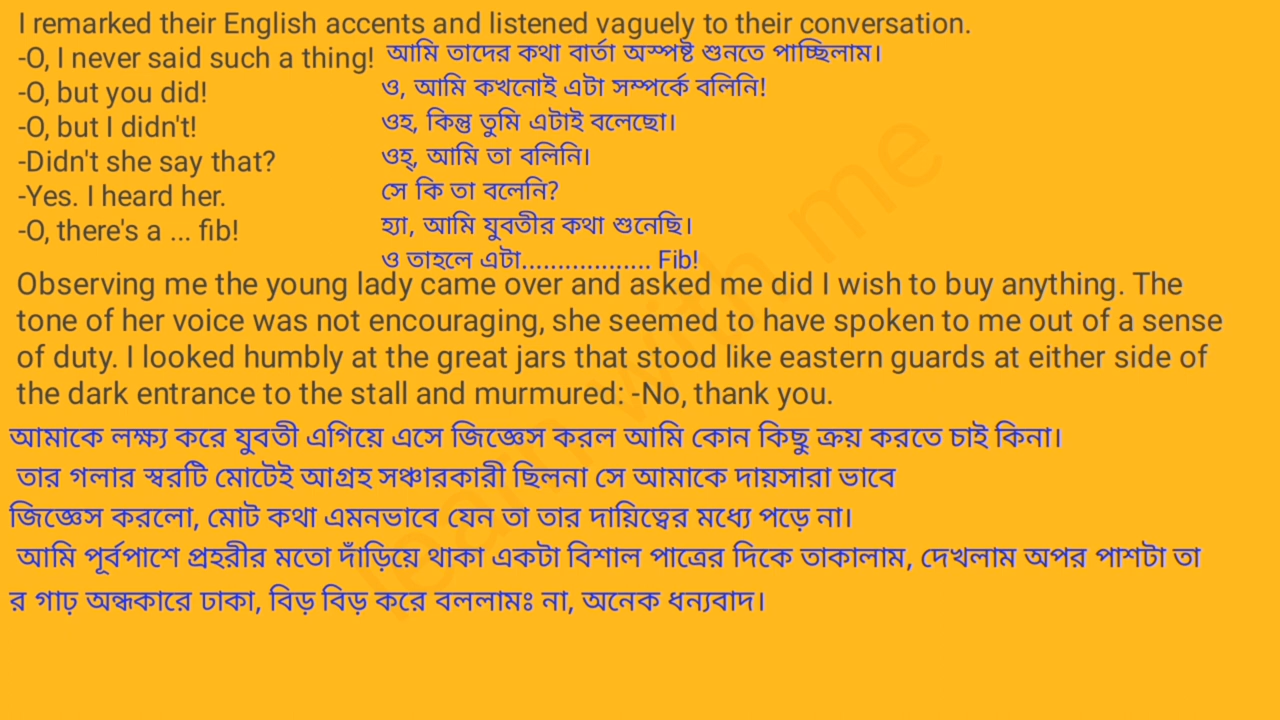 I remarked their English accents and listened vaguely to their conversation.
-O, I never said such a thing!
-O, but you did!
-O, but I didn't!
-Didn't she say that?
-Yes. I heard her.
-O, there's a ... fib!
আমি তাদের কথা বার্তা অস্পষ্ট শুনতে পাচ্ছিলাম।
ও, আমি কখনোই এটা সম্পর্কে বলিনি!
ওহ, কিন্তু তুমি এটাই বলেছো।
ওহ্, আমি তা বলিনি।
সে কি তা বলেনি?
হ্যা, আমি যুবতীর কথা শুনেছি।
ও তাহলে এটা.................. Fib!
Observing me the young lady came over and asked me did I wish to buy anything. The
tone of her voice was not encouraging, she seemed to have spoken to me out of a sense
of duty. I looked humbly at the great jars that stood like eastern guards at either side of
the dark entrance to the stall and murmured: -No, thank you.
আমাকে লক্ষ্য করে যুবতী এগিয়ে এসে জিজ্ঞেস করল আমি কোন কিছু ক্রয় করতে চাই কিনা।
তার গলার স্বরটি মোটেই আগ্রহ সঞ্চারকারী ছিলনা সে আমাকে দায়সারা ভাবে
জিজ্ঞেস করলো, মোট কথা এমনভাবে যেন তা তার দায়িত্বের মধ্যে পড়ে না।
আমি পূর্বপাশে প্রহরীর মতো দাঁড়িয়ে থাকা একটা বিশাল পাত্রের দিকে তাকালাম, দেখলাম অপর পাশটা তা
র গাঢ় অন্ধকারে ঢাকা, বিড় বিড় করে বললামঃ না, অনেক ধন্যবাদ।
learn with me